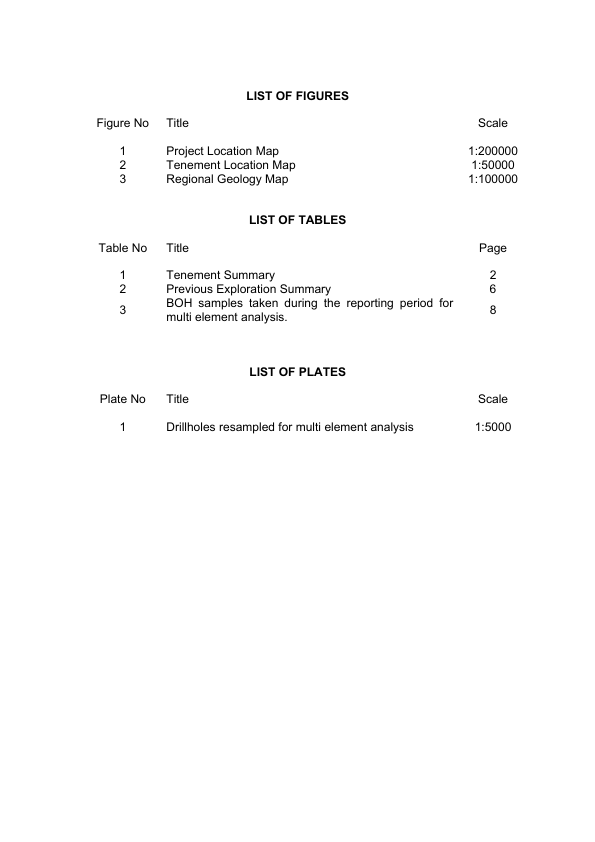 LIST OF FIGURES
Figure No Title Scale
1 Project Location Map 1:200000
2 Tenement Location Map 1:50000
3 Regional Geology Map 1:100000
LIST OF TABLES
Table No Title Page
1 Tenement Summary 2
2 Previous Exploration Summary 6
3 BOH samples taken during the reporting period for 8
multi element analysis.
LIST OF PLATES
Plate No Title Scale
1 Drillholes resampled for multi element analysis 1:5000